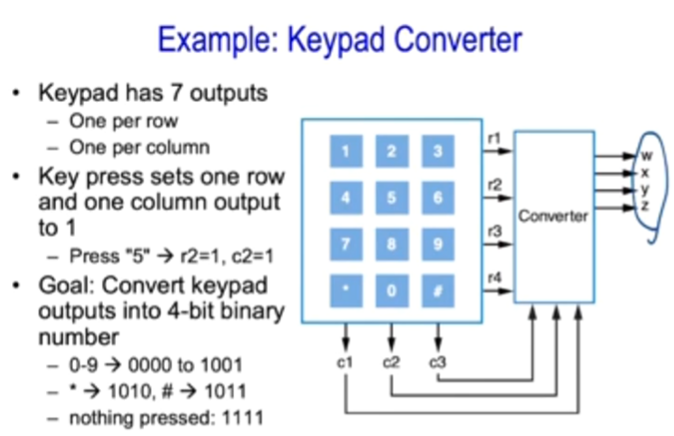 Example: Keypad Converter
• Keypad has 7 outputs
– One per row
– One per column
• Key press sets one row
and one column output
to 1
– Press "5" → r2=1, c2=1
• Goal: Convert keypad
outputs into 4-bit binary
number
– 0-9 → 0000 to 1001
– * → 1010, # → 1011
– nothing pressed: 1111
1 2 3
4 5 6
7 8 9
* 0 #
r1
r2
r3
r4
c1 c2 c3
Converter
w
x
y
z